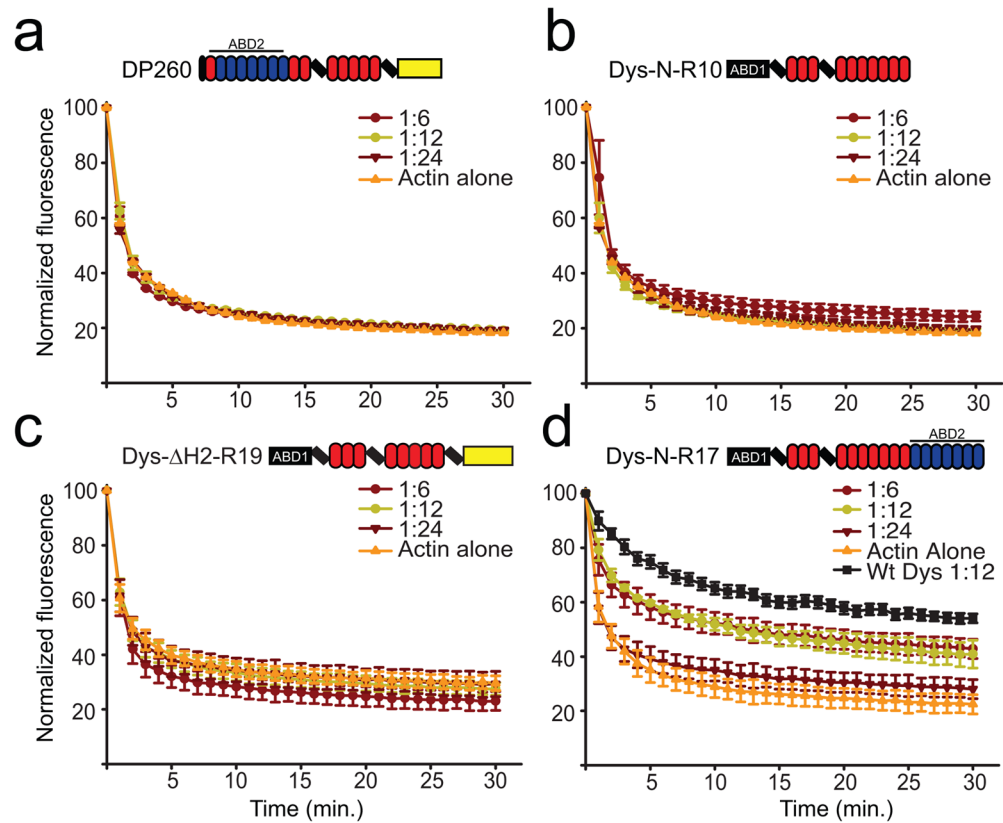 a
ABD2
DP260
1:6
1:12
1:24
Actin alone
Normalized fluorescence
100
80
60
40
20
5 10 15 20 25 30
b
Dys-N-R10 ABD1
1:6
1:12
1:24
Actin alone
100
80
60
40
20
5 10 15 20 25 30
c
Dys-ΔH2-R19 ABD1
1:6
1:12
1:24
Actin alone
Normalized fluorescence
100
80
60
40
20
5 10 15 20 25 30
Time (min.)
d
ABD2
Dys-N-R17 ABD1
1:6
1:12
1:24
Actin Alone
Wt Dys 1:12
100
80
60
40
20
5 10 15 20 25 30
Time (min.)